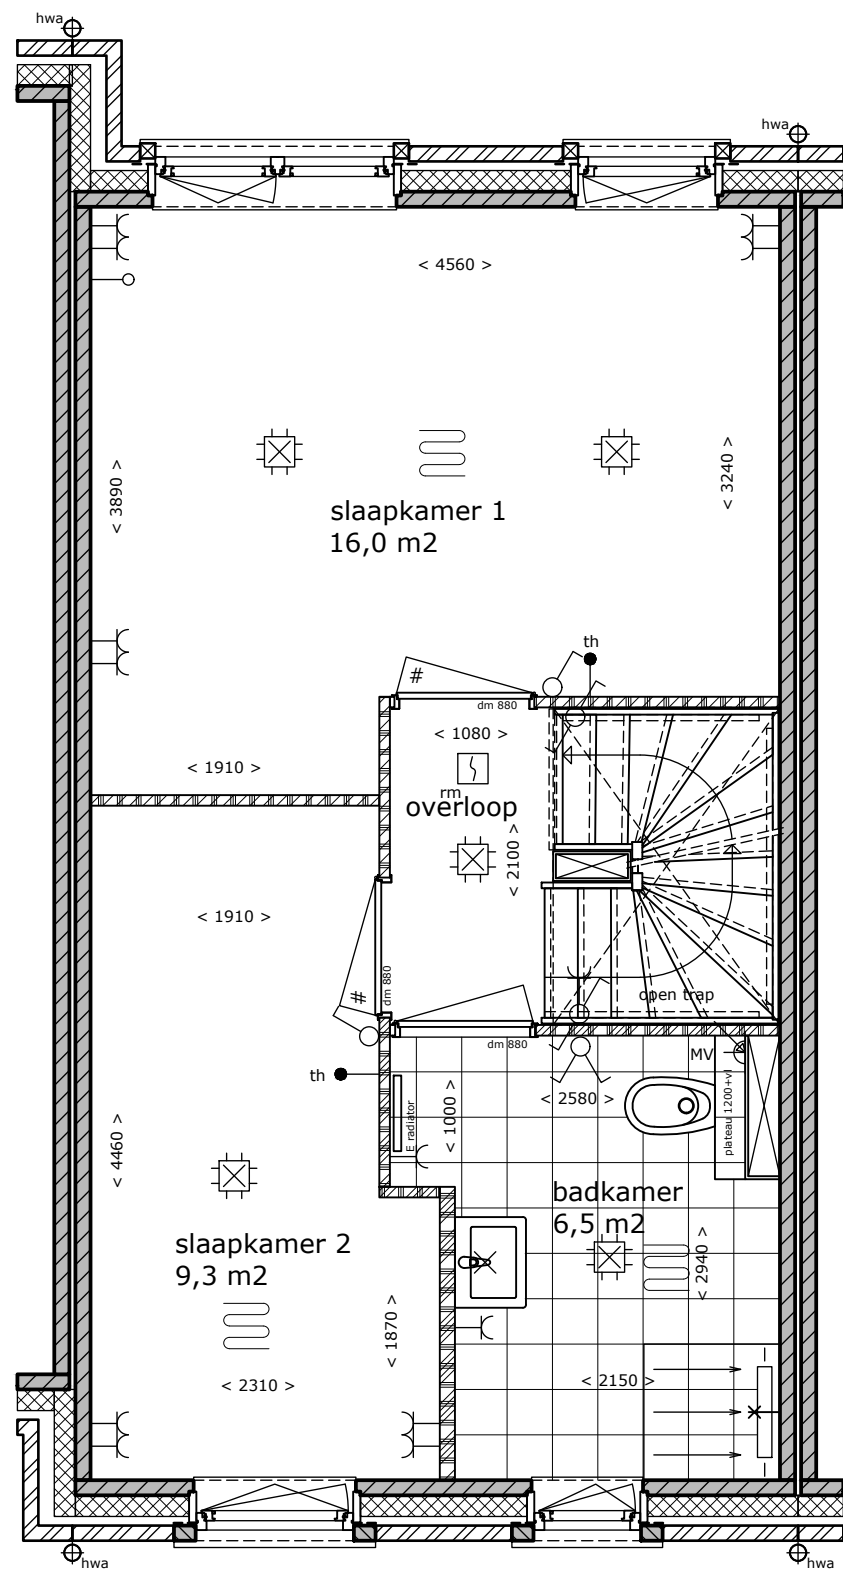 hwa
hwa
< 4560 >
< 3890 >
< 3240 >
slaapkamer 1
16,0 m2
th
#
dm 880
< 1080 >
< 1910 >
rm
overloop
< 2100 >
< 1910 >
#
dm 880
open trap
dm 880
MV
th
E radiator
< 1000 >
< 2580 >
plateau 1200+vl
< 4460 >
badkamer
6,5 m2
slaapkamer 2
9,3 m2
< 2940 >
< 1870 >
< 2310 >
< 2150 >
hwa
hwa